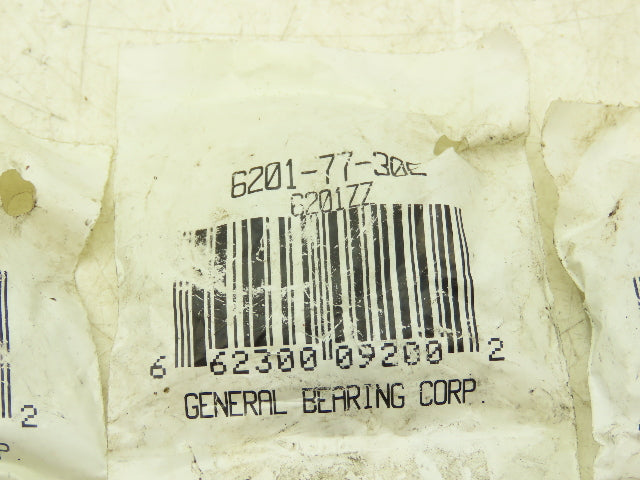 6201-77-30E
6201ZZ
6 62300 09200 2
GENERAL BEARING CORP.
2
P